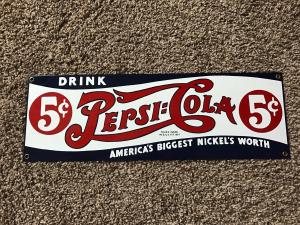 DRINK
5¢ PEPSI:COLA 5¢
AMERICA'S BIGGEST NICKEL'S WORTH